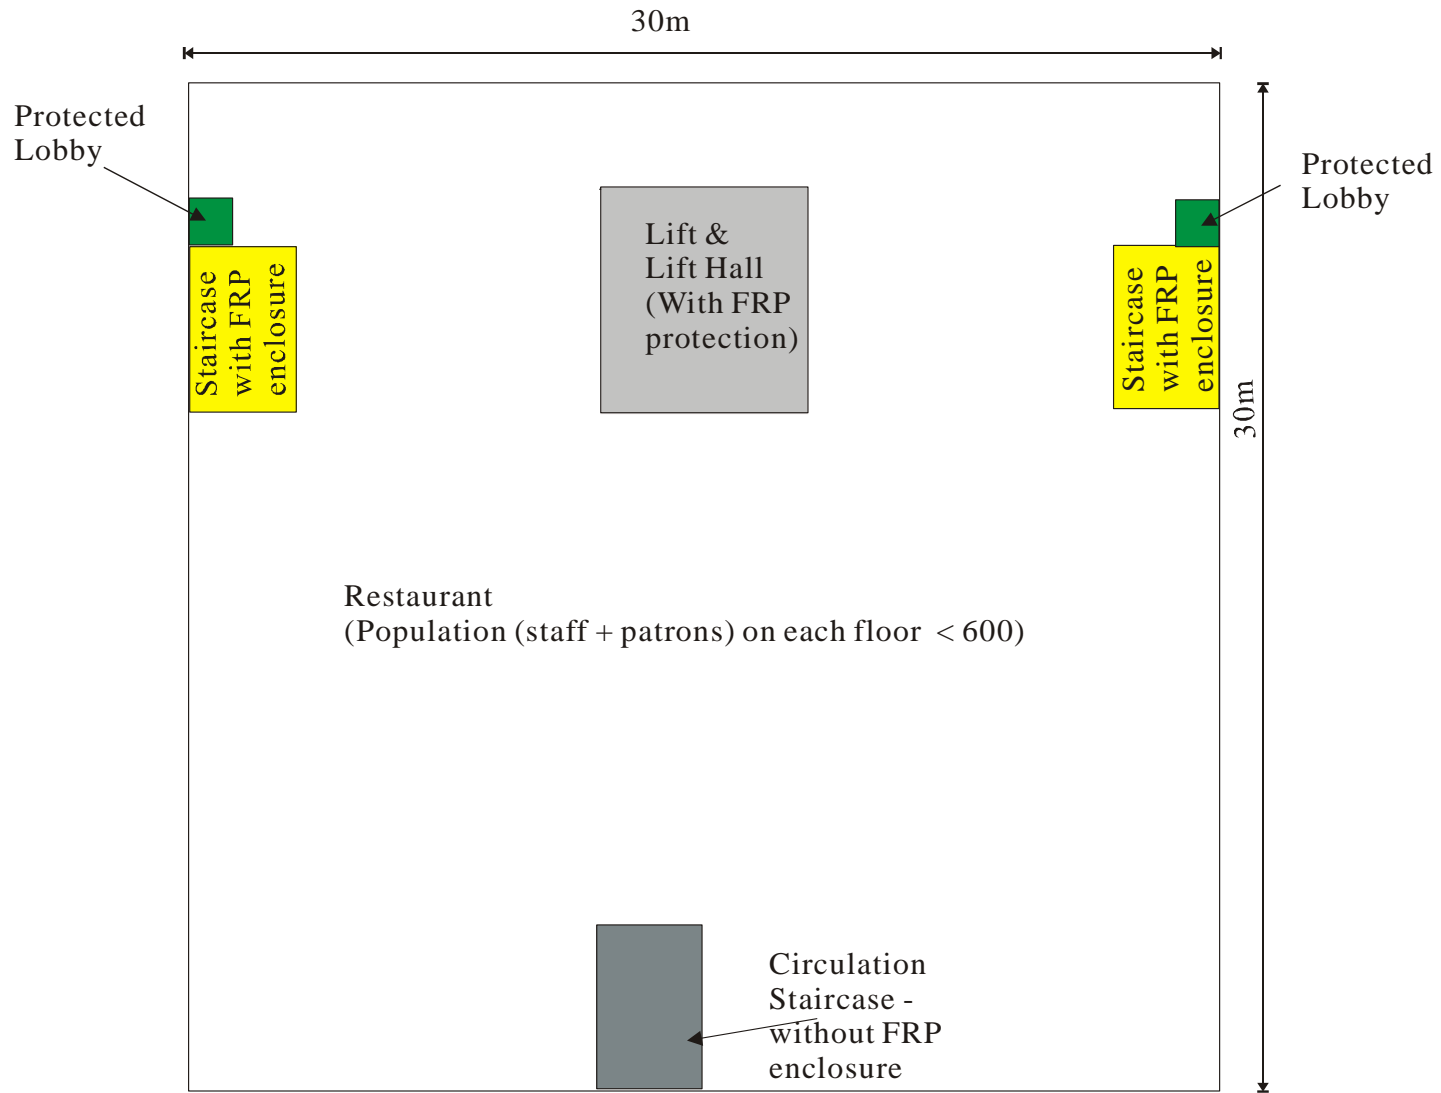 30m
Protected
Lobby
Protected
Lobby
Lift &
Lift Hall
(With FRP
protection)
Staircase
with FRP
enclosure
Staircase
with FRP
enclosure
30m
Restaurant
(Population (staff + patrons) on each floor < 600)
Circulation
Staircase -
without FRP
enclosure